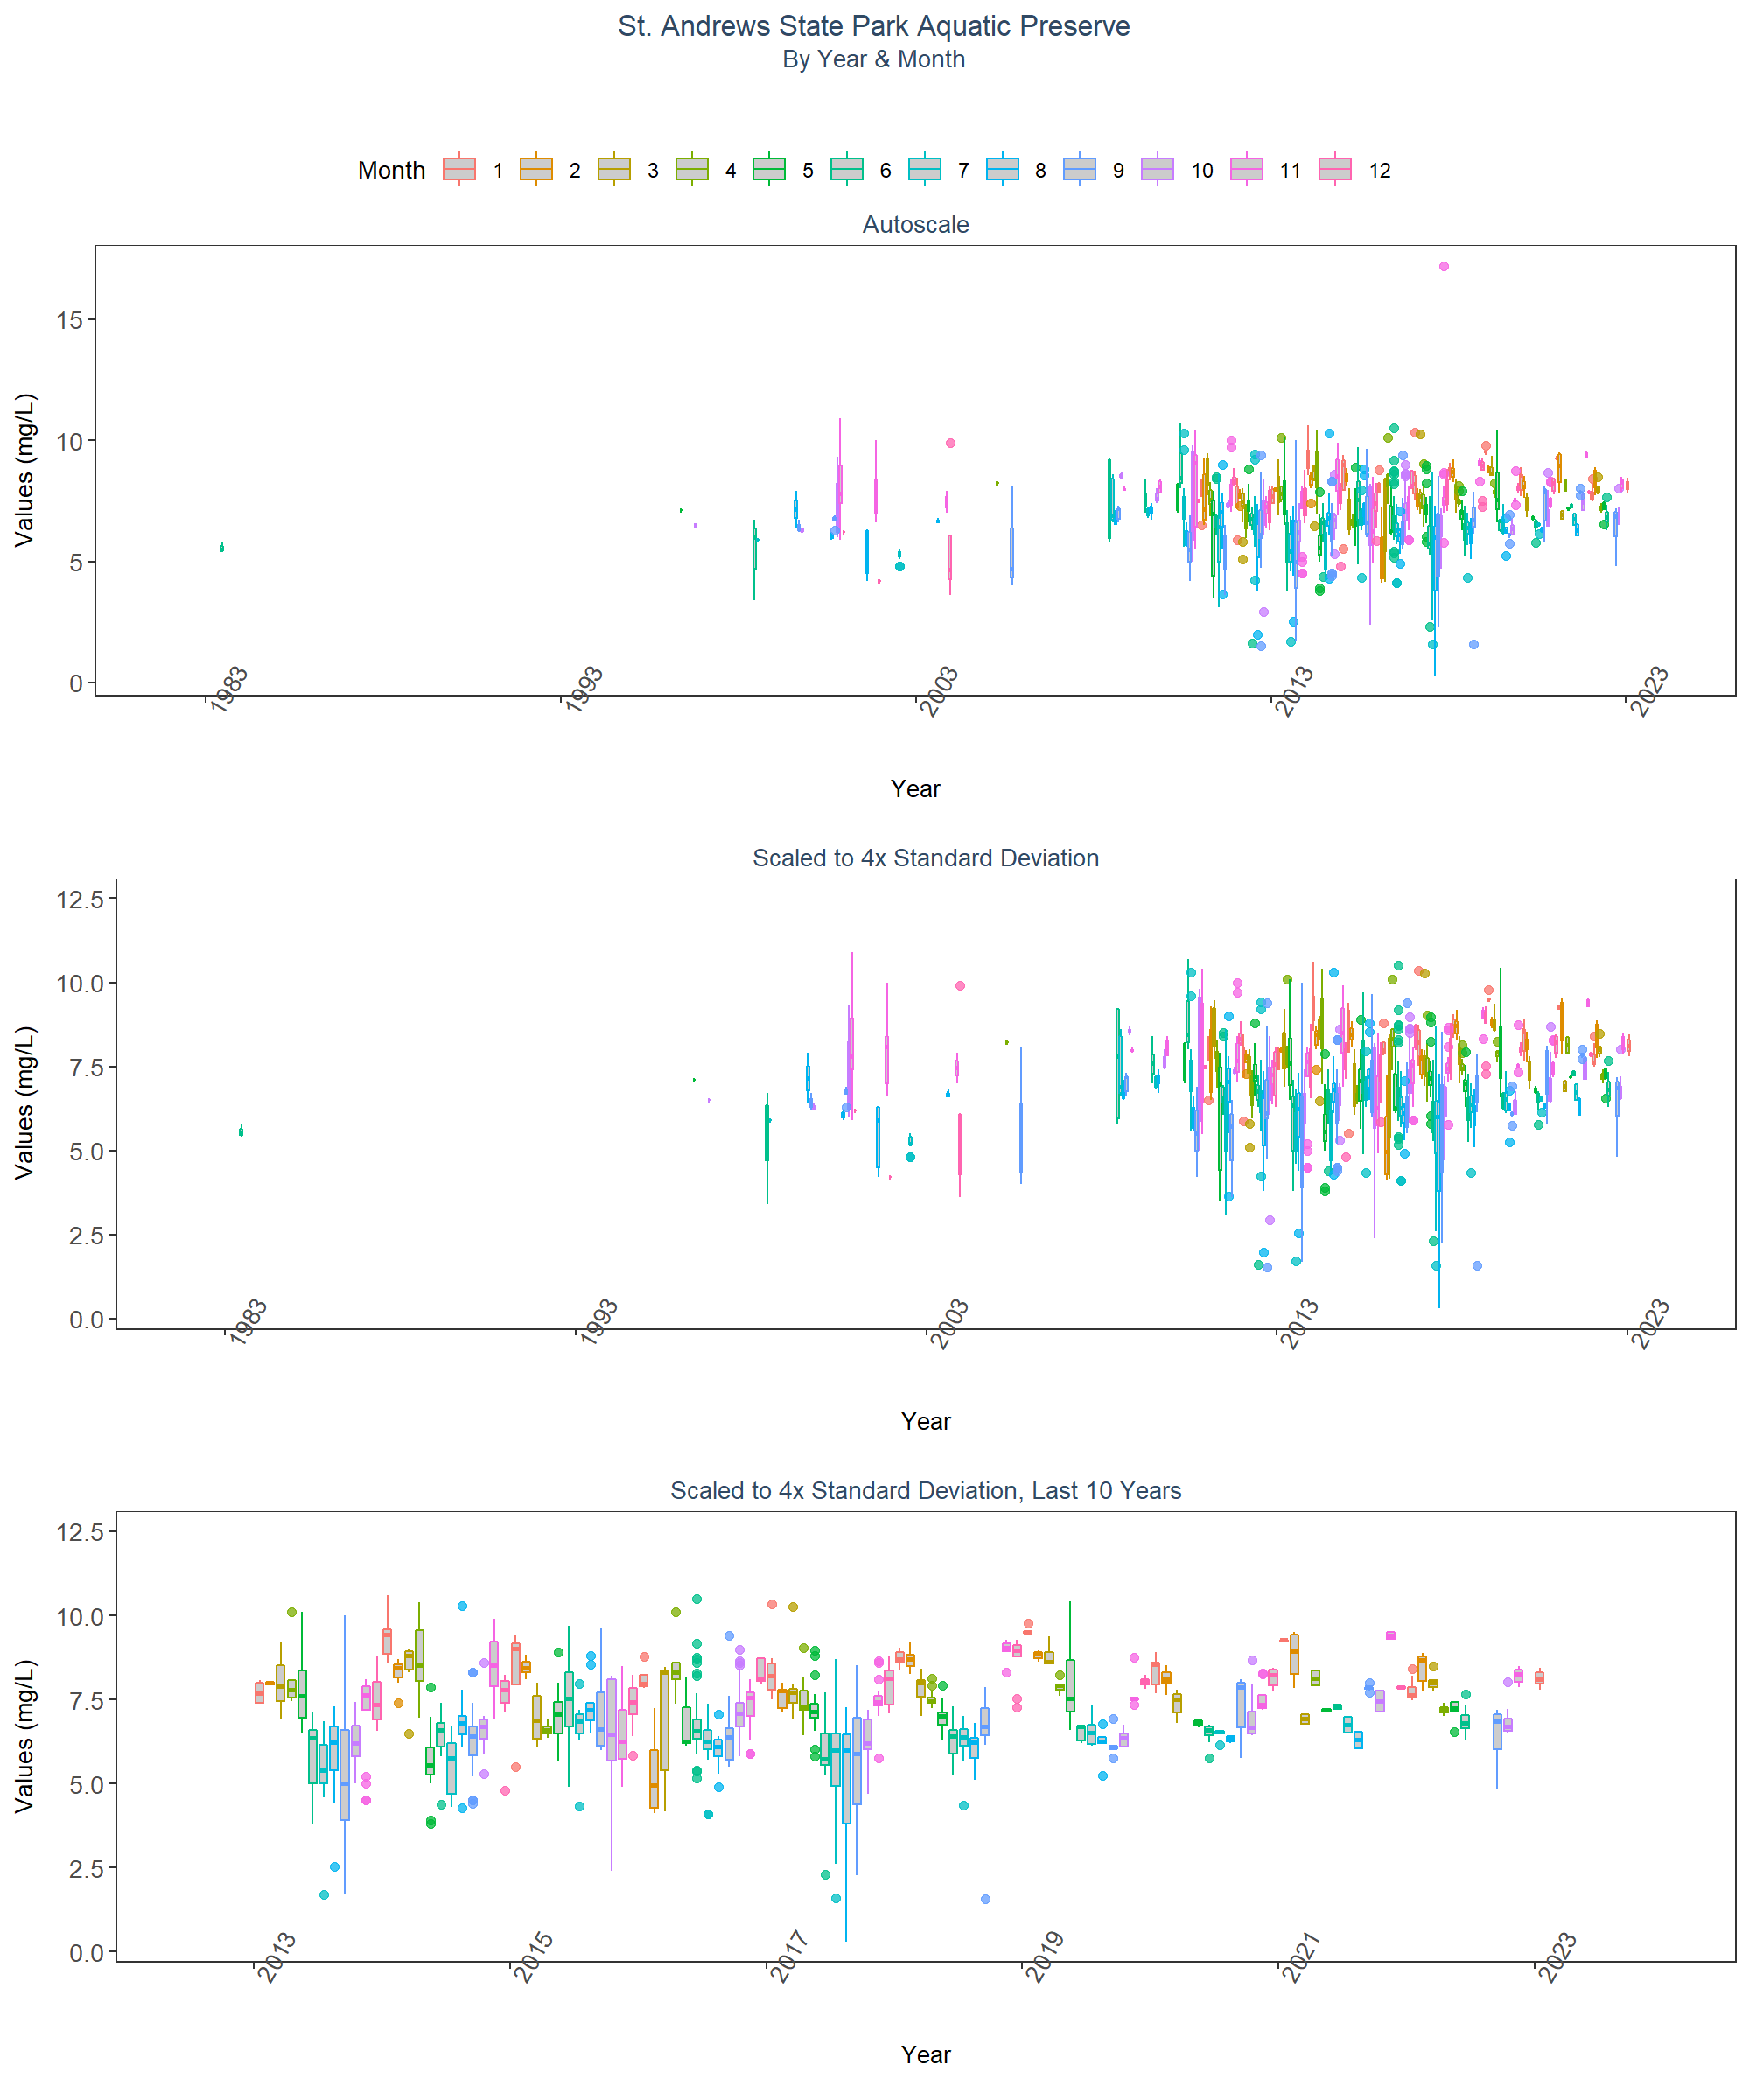 St. Andrews State Park Aquatic Preserve
By Year & Month
Month 1 2 3 4 5 6 7 8 9 10 11 12
Autoscale
Values (mg/L)
15
10
5
0
1983 1993 2003 2013 2023
Year
Scaled to 4x Standard Deviation
Values (mg/L)
12.5
10.0
7.5
5.0
2.5
0.0
1983 1993 2003 2013 2023
Year
Scaled to 4x Standard Deviation, Last 10 Years
Values (mg/L)
12.5
10.0
7.5
5.0
2.5
0.0
2013 2015 2017 2019 2021 2023
Year